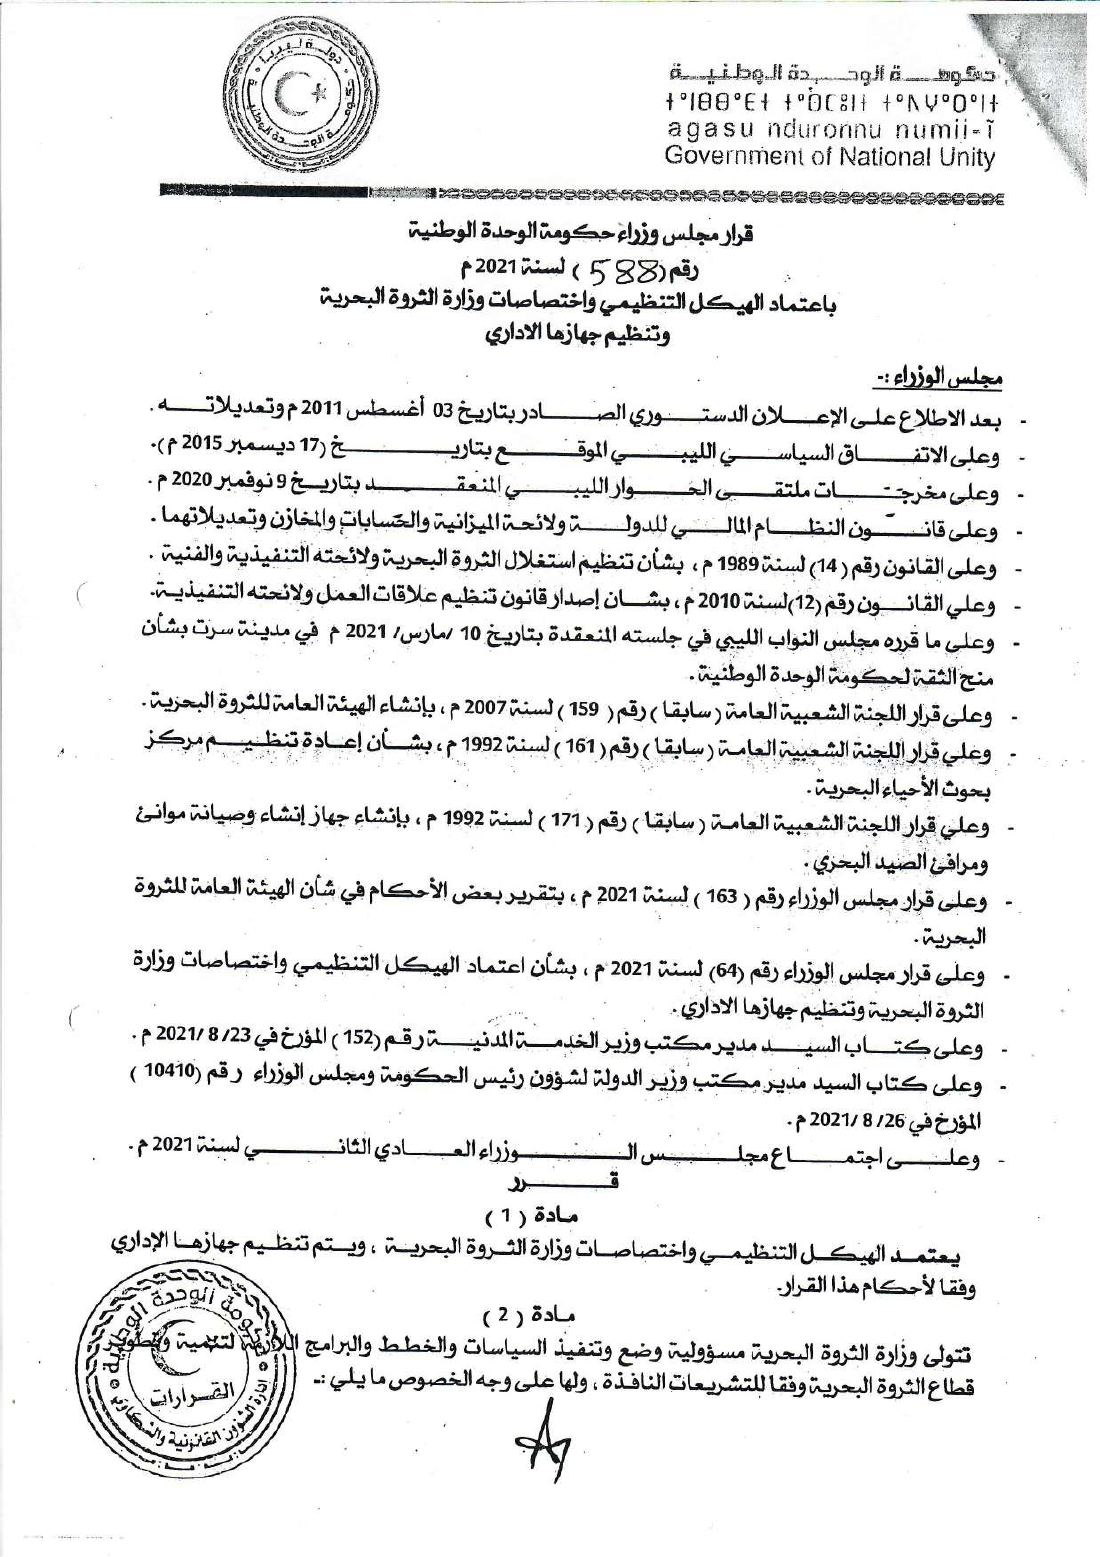 دولة ليبيا
حكومة الوحدة الوطنية
حكومة الوحدة الوطنية
agasu nduronnu numii-ī
Government of National Unity
قرار مجلس وزراء حكومة الوحدة الوطنية
رقم (588) لسنة 2021 م
باعتماد الهيكل التنظيمي واختصاصات وزارة الثروة البحرية
وتنظيم جهازها الاداري
مجلس الوزراء :-
- بعد الاطلاع على الإعلان الدستوري الصادر بتاريخ 03 أغسطس 2011 م وتعديلاته .
- وعلى الاتفاق السياسي الليبي الموقع بتاريخ (17 ديسمبر 2015 م).
- وعلى مخرجات ملتقى الحوار الليبي المنعقد بتاريخ 9 نوفمبر 2020 م .
- وعلى قانون النظام المالي للدولة ولائحة الميزانية والحسابات والمخازن وتعديلاتهما .
- وعلى القانون رقم (14) لسنة 1989 م ، بشأن تنظيم استغلال الثروة البحرية ولائحته التنفيذية والفنية .
- وعلي القانون رقم (12)لسنة 2010 م ، بشان إصدار قانون تنظيم علاقات العمل ولائحته التنفيذية.
- وعلى ما قرره مجلس النواب الليبي في جلسته المنعقدة بتاريخ 10 /مارس/ 2021 م في مدينة سرت بشأن
منح الثقة لحكومة الوحدة الوطنية .
- وعلى قرار اللجنة الشعبية العامة ( سابقا ) رقم ( 159 ) لسنة 2007 م ، بإنشاء الهيئة العامة للثروة البحرية .
- وعلي قرار اللجنة الشعبية العامة ( سابقا ) رقم ( 161 ) لسنة 1992 م ، بشأن إعادة تنظيم مركز
بحوث الأحياء البحرية .
- وعلي قرار اللجنة الشعبية العامة ( سابقا ) رقم ( 171 ) لسنة 1992 م ، بإنشاء جهاز إنشاء وصيانة موانئ
ومرافئ الصيد البحري .
- وعلى قرار مجلس الوزراء رقم ( 163 ) لسنة 2021 م ، بتقرير بعض الأحكام في شأن الهيئة العامة للثروة
البحرية .
- وعلى قرار مجلس الوزراء رقم (64) لسنة 2021 م ، بشأن اعتماد الهيكل التنظيمي واختصاصات وزارة
الثروة البحرية وتنظيم جهازها الاداري .
- وعلى كتاب السيد مدير مكتب وزير الخدمة المدنية رقم (152) المؤرخ في 23/ 8 /2021 م .
- وعلى كتاب السيد مدير مكتب وزير الدولة لشؤون رئيس الحكومة ومجلس الوزراء رقم (10410 )
المؤرخ في 26/ 8 /2021 م .
- وعلى اجتماع مجلس الوزراء العادي الثاني لسنة 2021 م .
قرر
مادة ( 1 )
يعتمد الهيكل التنظيمي واختصاصات وزارة الثروة البحرية ، ويتم تنظيم جهازها الإداري
وفقا لأحكام هذا القرار.
مادة ( 2 )
تتولى وزارة الثروة البحرية مسؤولية وضع وتنفيذ السياسات والخطط والبرامج اللازمة لتنمية وتطوير
قطاع الثروة البحرية وفقا للتشريعات النافذة ، ولها على وجه الخصوص ما يلي :-
حكومة الوحدة الوطنية
القرارات
إدارة الشؤون القانونية والشكاوي